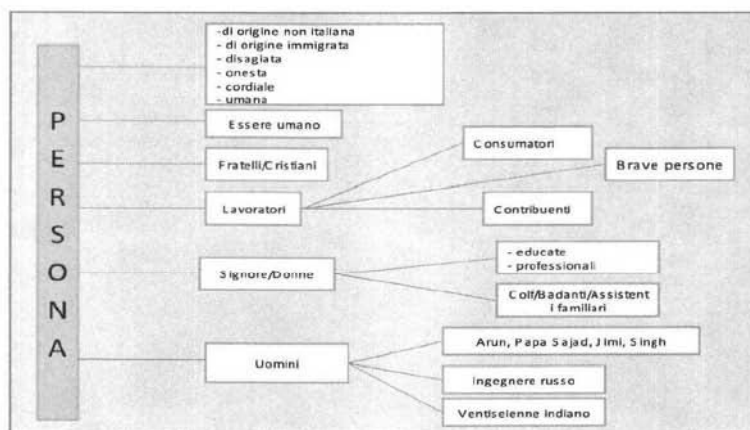 PERSONA
-di origine non italiana
- di origine immigrata
- disagiata
- onesta
- cordiale
- umana
Essere umano
Fratelli/Cristiani
Lavoratori
Consumatori
Brave persone
Contribuenti
Signore/Donne
- educate
- professionali
Colf/Badanti/Assistent
i familiari
Uomini
Arun, Papa Sajad, Jimi, Singh
Ingegnere russo
Ventiseienne indiano